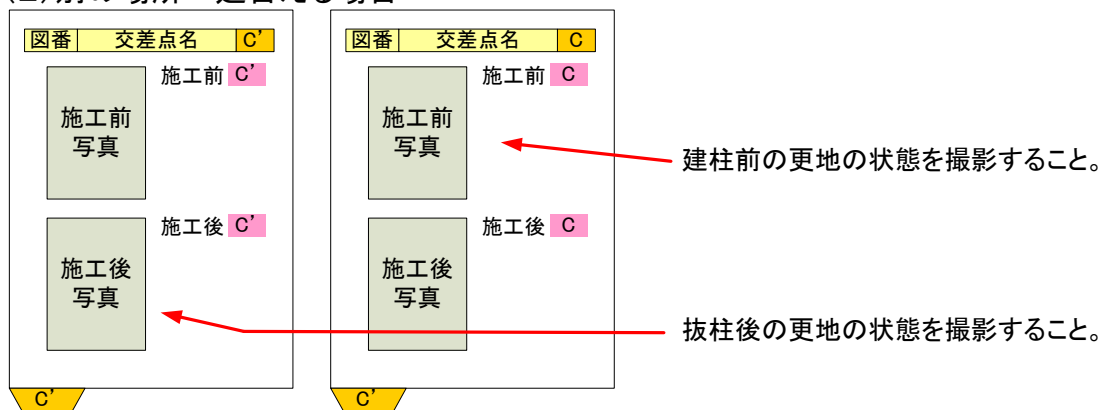 図番 交差点名 C’
施工前 C’
施工前
写真
施工後 C’
施工後
写真
C’
図番 交差点名 C
施工前 C
施工前
写真
施工後 C
施工後
写真
C’
建柱前の更地の状態を撮影すること。
抜柱後の更地の状態を撮影すること。